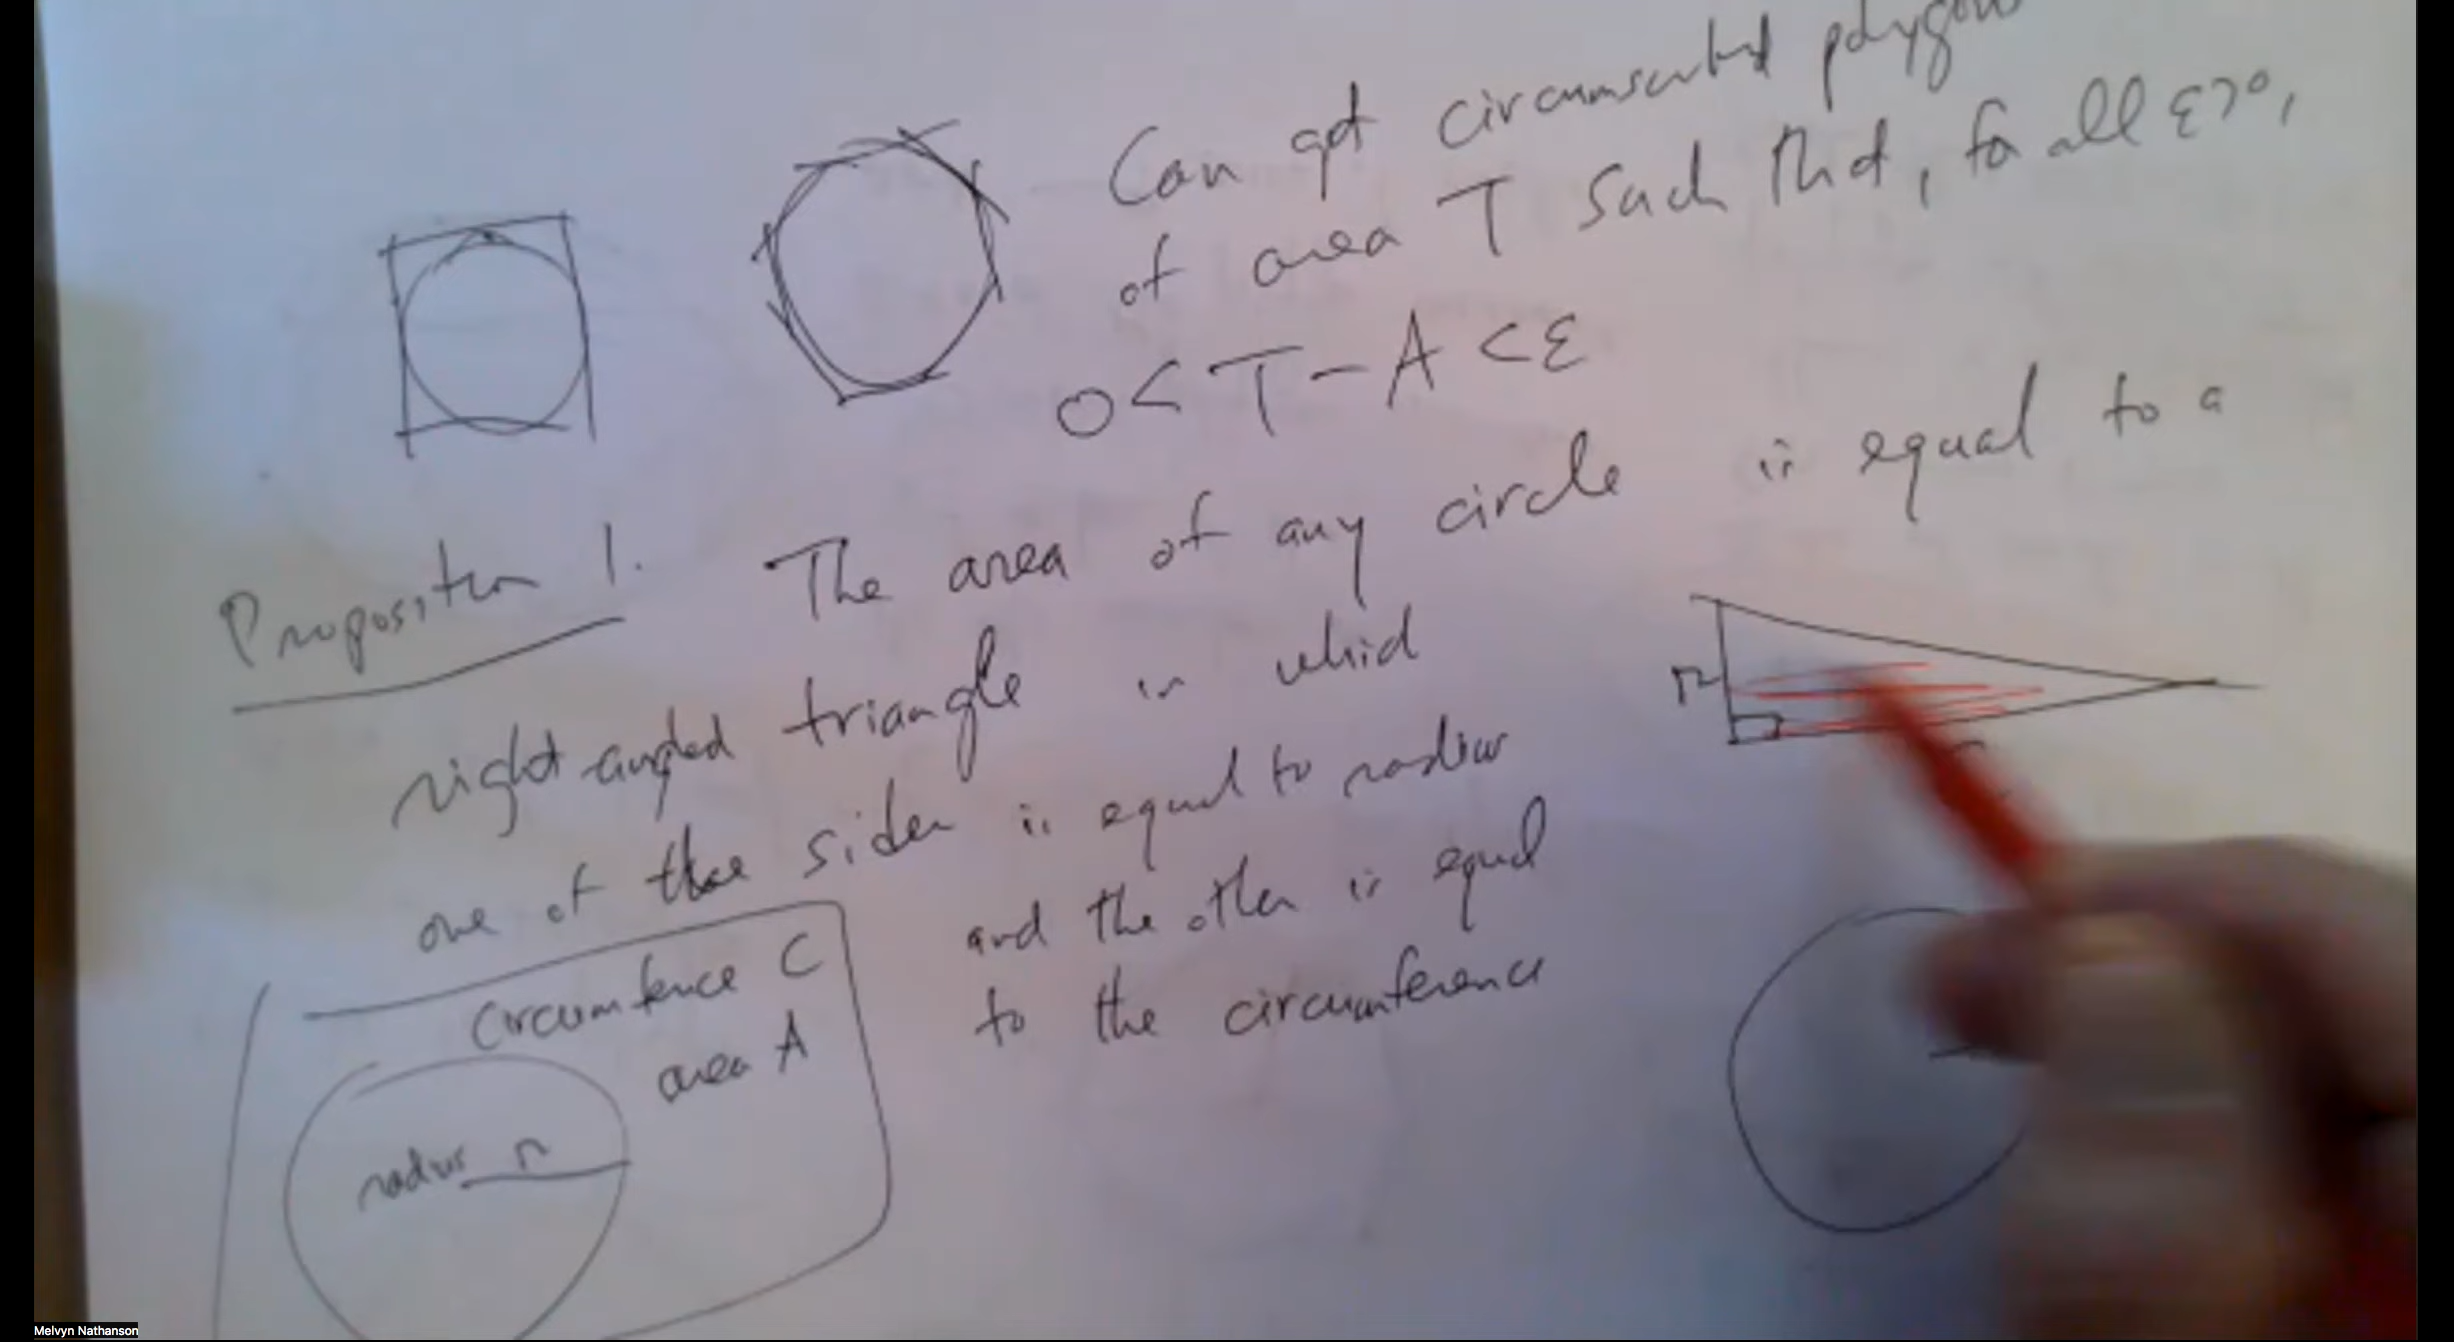 Can get circumscribed polygons
of area T such that, for all ε>0,
0 < T - A < ε
Proposition 1. The area of any circle is equal to a
right-angled triangle in which
one of the sides is equal to radius
and the other is equal
to the circumference
r
Circumference C
area A
radius r
Melvyn Nathanson